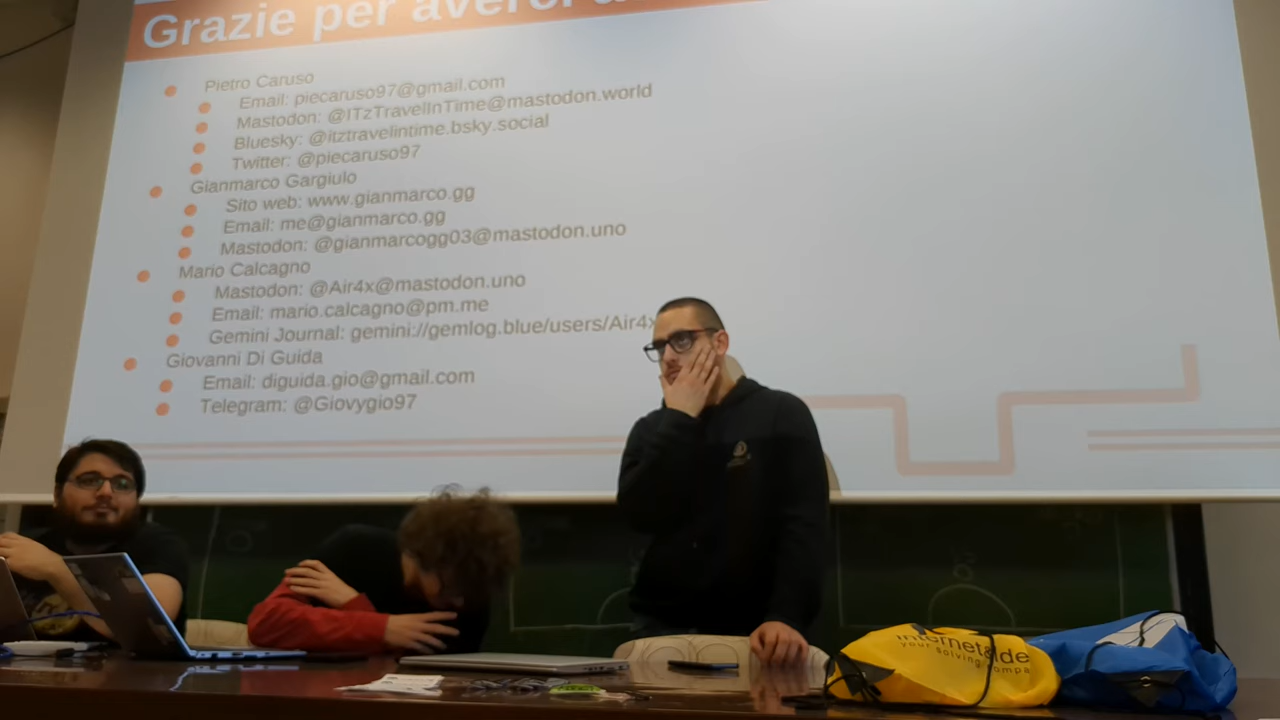 Grazie per averci
Pietro Caruso
Email: piecaruso97@gmail.com
Mastodon: @ITzTravelInTime@mastodon.world
Bluesky: @itztravelintime.bsky.social
Twitter: @piecaruso97
Gianmarco Gargiulo
Sito web: www.gianmarco.gg
Email: me@gianmarco.gg
Mastodon: @gianmarcogg03@mastodon.uno
Mario Calcagno
Mastodon: @Air4x@mastodon.uno
Email: mario.calcagno@pm.me
Gemini Journal: gemini://gemlog.blue/users/Air4x
Giovanni Di Guida
Email: diguida.gio@gmail.com
Telegram: @Giovygio97
your solving